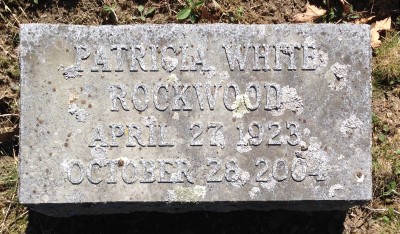 PATRICIA WHITE
ROCKWOOD
APRIL 27, 1923
OCTOBER 28, 2004